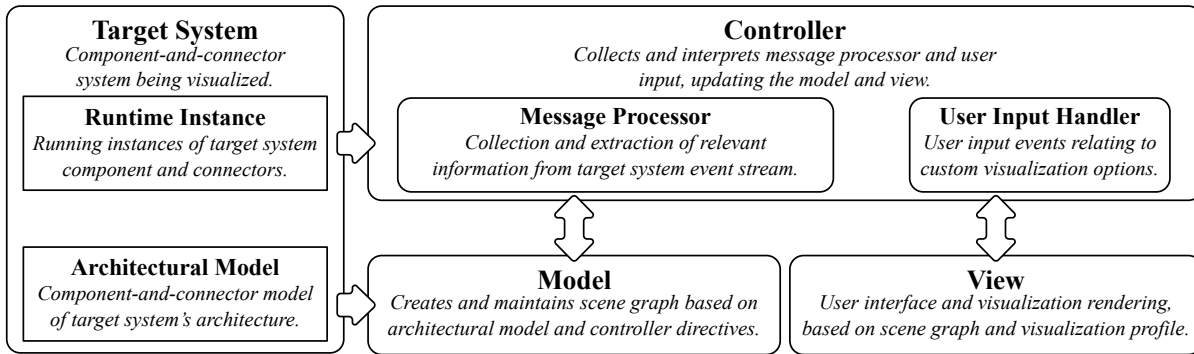 Target System
Component-and-connector
system being visualized.
Runtime Instance
Running instances of target system
component and connectors.
Architectural Model
Component-and-connector model
of target system's architecture.
Controller
Collects and interprets message processor and user
input, updating the model and view.
Message Processor
Collection and extraction of relevant
information from target system event stream.
User Input Handler
User input events relating to
custom visualization options.
Model
Creates and maintains scene graph based on
architectural model and controller directives.
View
User interface and visualization rendering,
based on scene graph and visualization profile.